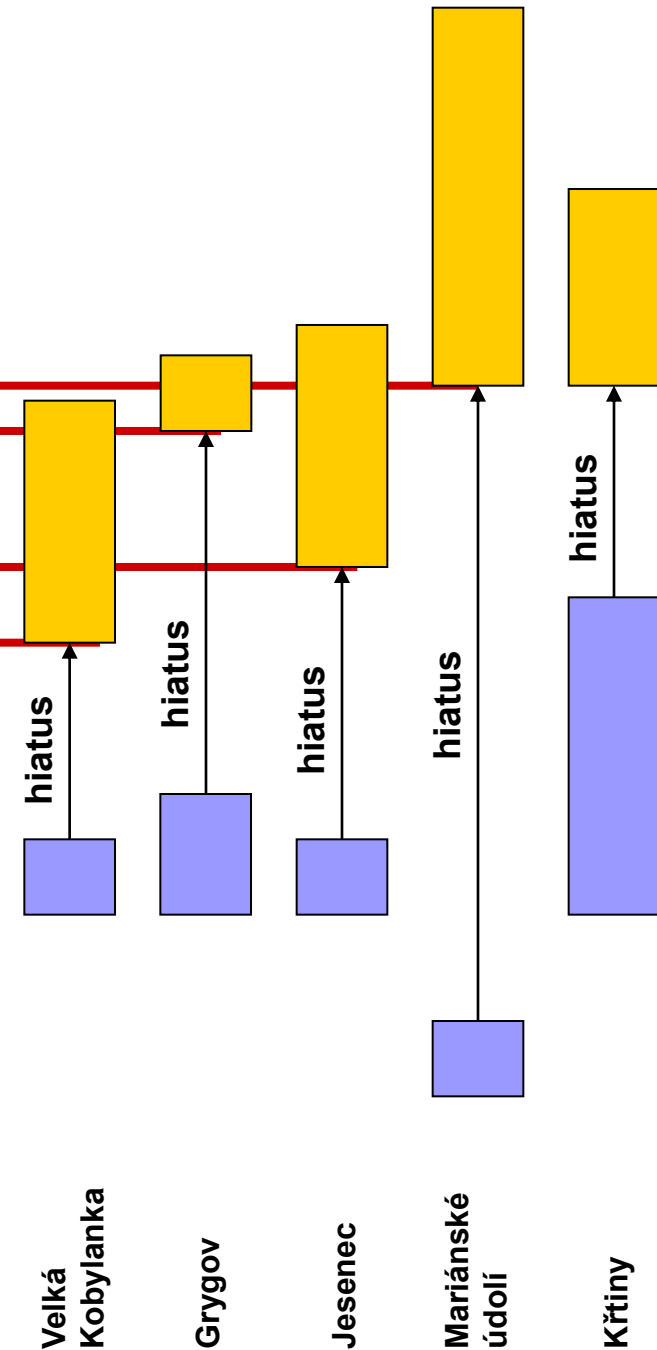 hiatus
hiatus
hiatus
hiatus
hiatus
Velká
Kobylanka
Grygov
Jesenec
Mariánské
údolí
Křtiny